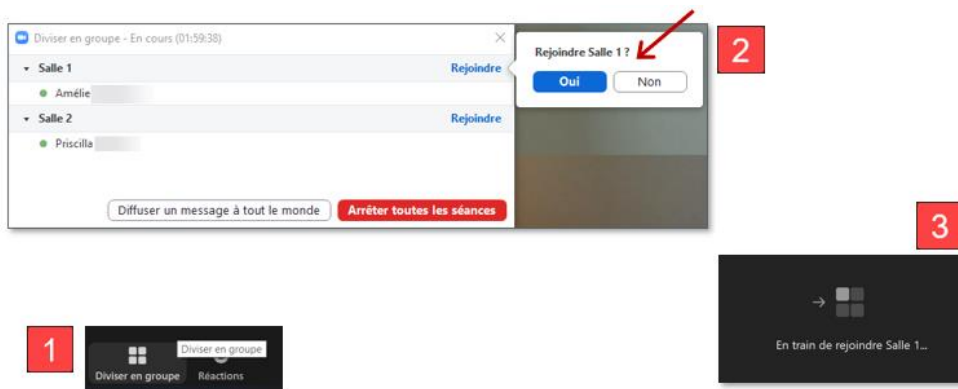 Diviser en groupe - En cours (01:59:38)
Salle 1 Rejoindre
Amélie
Salle 2 Rejoindre
Priscilla
Diffuser un message à tout le monde Arrêter toutes les séances
Rejoindre Salle 1 ?
Oui Non
2
3
En train de rejoindre Salle 1...
1
Diviser en groupe
Diviser en groupe Réactions